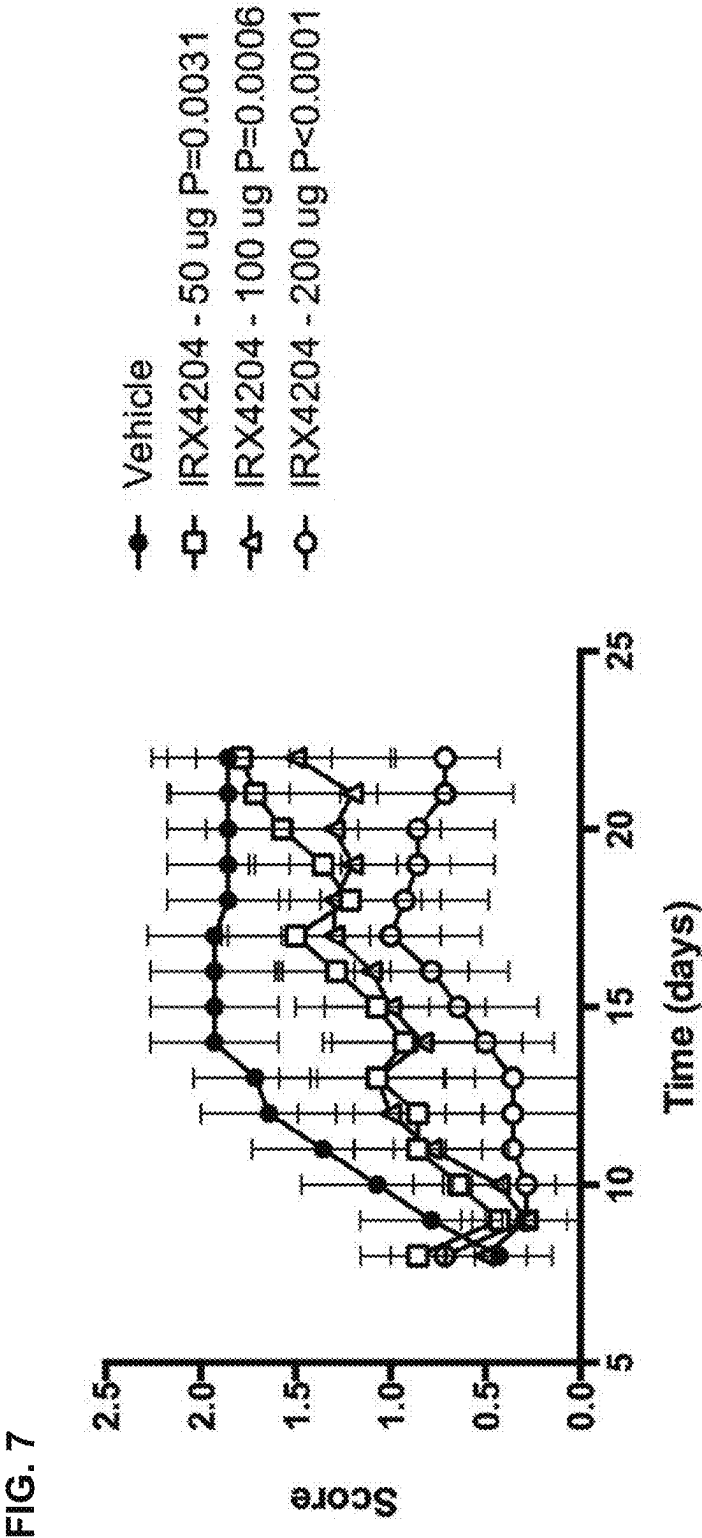 FIG. 7
Score
2.5
2.0
1.5
1.0
0.5
0.0
5
10
15
20
25
Time (days)
Vehicle
IRX4204 - 50 ug P=0.0031
IRX4204 - 100 ug P=0.0006
IRX4204 - 200 ug P<0.0001